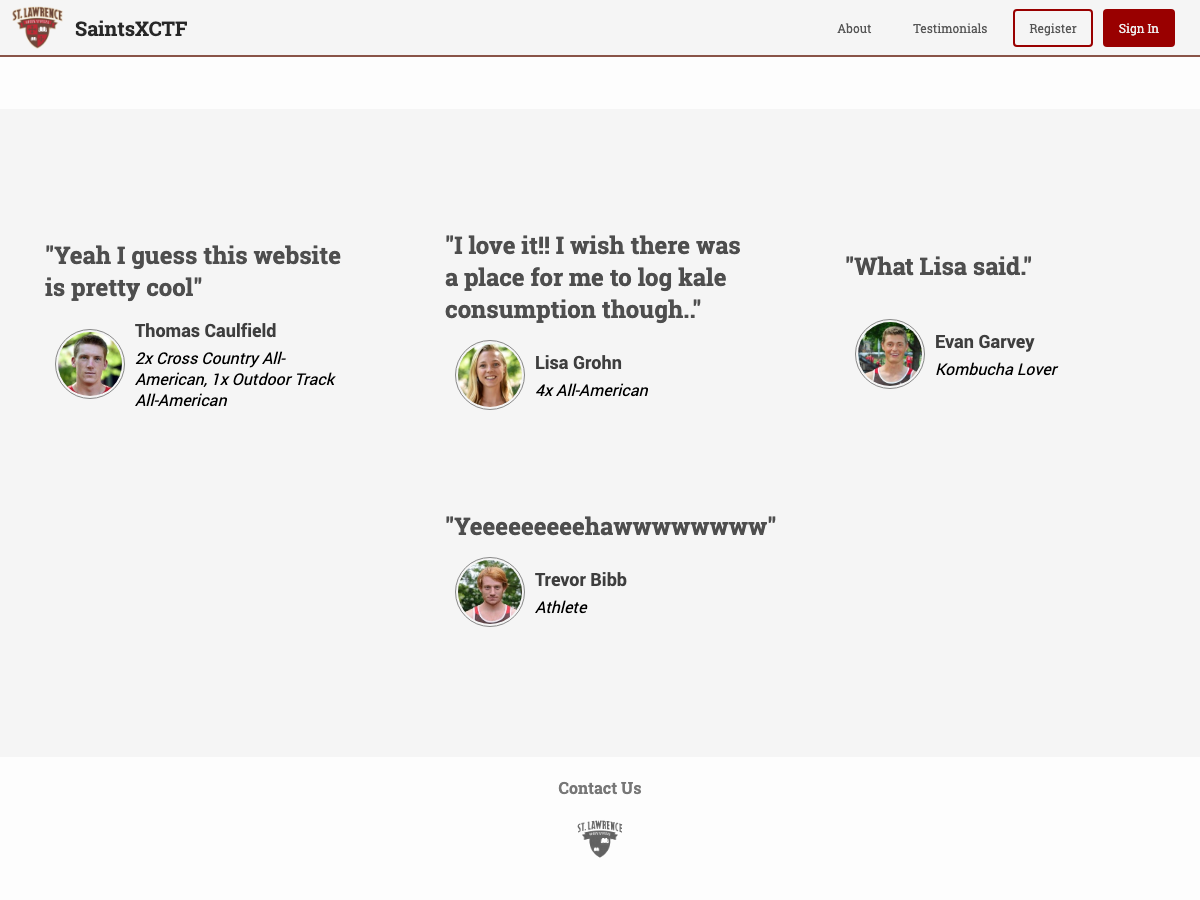 ST. LAWRENCE
SaintsXCTF
About
Testimonials
Register
Sign In
"Yeah I guess this website
is pretty cool"
Thomas Caulfield
2x Cross Country All-
American, 1x Outdoor Track
All-American
"I love it!! I wish there was
a place for me to log kale
consumption though.."
Lisa Grohn
4x All-American
"What Lisa said."
Evan Garvey
Kombucha Lover
"Yeeeeeeeeehawwwwwwww"
Trevor Bibb
Athlete
Contact Us
ST. LAWRENCE